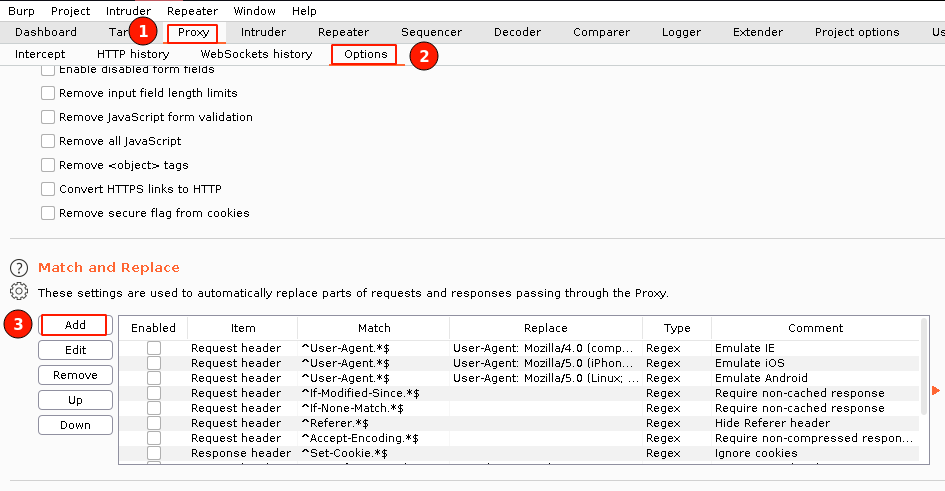 Burp Project Intruder Repeater Window Help
Dashboard Tar 1 Proxy Intruder Repeater Sequencer Decoder Comparer Logger Extender Project options Us
Intercept HTTP history WebSockets history Options 2
Enable disabled form fields
Remove input field length limits
Remove JavaScript form validation
Remove all JavaScript
Remove <object> tags
Convert HTTPS links to HTTP
Remove secure flag from cookies
? Match and Replace
These settings are used to automatically replace parts of requests and responses passing through the Proxy.
3 Add
Edit
Remove
Up
Down
Enabled Item Match Replace Type Comment
Request header ^User-Agent.*$ User-Agent: Mozilla/4.0 (comp... Regex Emulate IE
Request header ^User-Agent.*$ User-Agent: Mozilla/5.0 (iPhon... Regex Emulate iOS
Request header ^User-Agent.*$ User-Agent: Mozilla/5.0 (Linux; ... Regex Emulate Android
Request header ^If-Modified-Since.*$ Regex Require non-cached response
Request header ^If-None-Match.*$ Regex Require non-cached response
Request header ^Referer.*$ Regex Hide Referer header
Request header ^Accept-Encoding.*$ Regex Require non-compressed respon...
Response header ^Set-Cookie.*$ Regex Ignore cookies